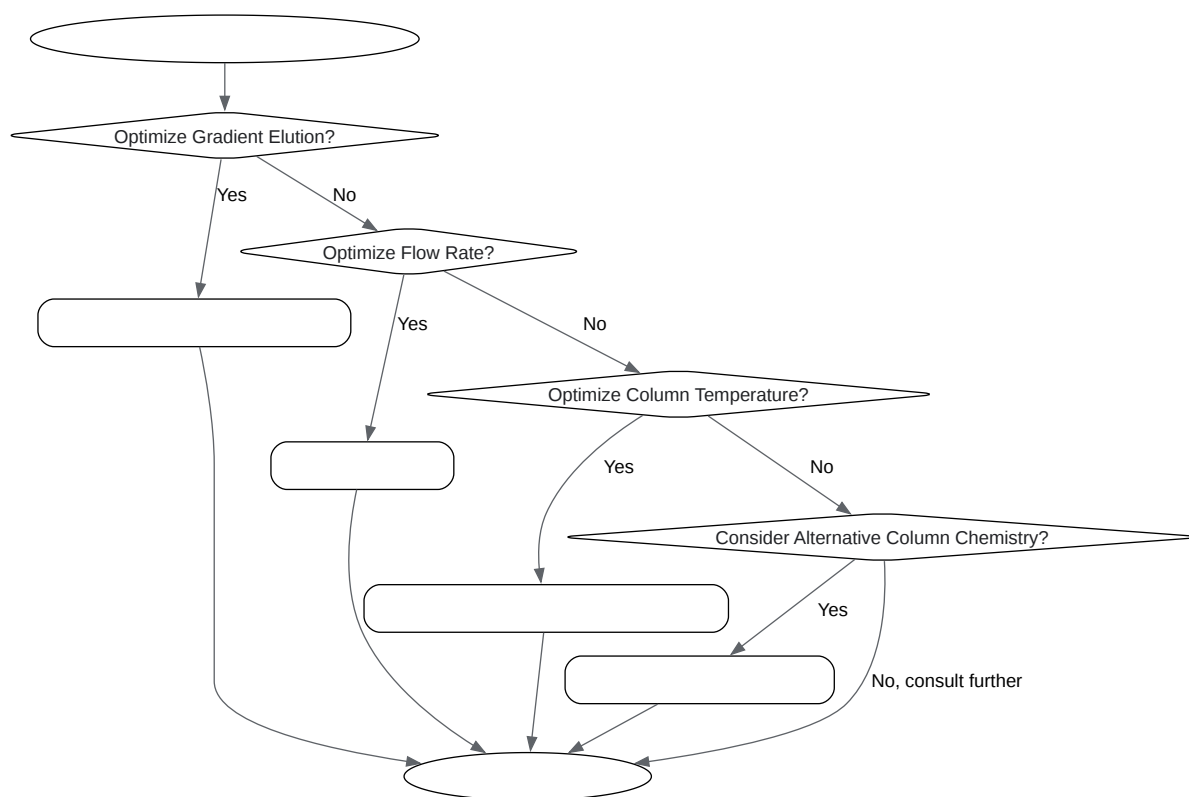 Optimize Gradient Elution?
Yes
No
Optimize Flow Rate?
Yes
No
Optimize Column Temperature?
Yes
No
Consider Alternative Column Chemistry?
Yes
No, consult further